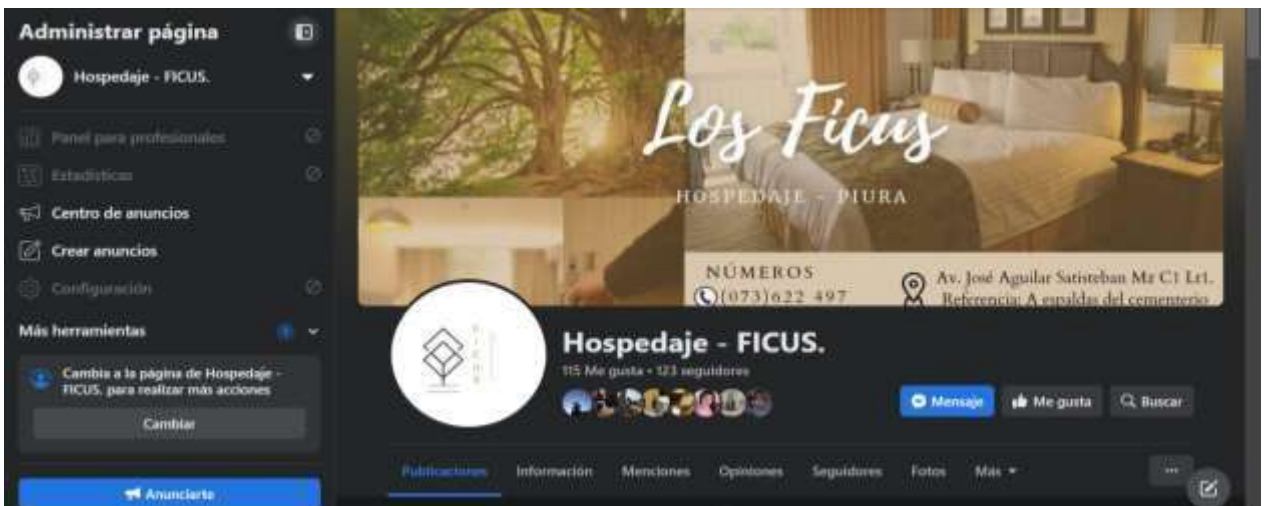 Administrar página
Hospedaje - FICUS.
Panel para profesionales
Estadísticas
Centro de anuncios
Crear anuncios
Configuración
Más herramientas
Cambia a la página de Hospedaje -
FICUS. para realizar más acciones
Cambiar
Anunciarte
Los Ficus
HOSPEDAJE - PIURA
NÚMEROS
(073)622 497
Av. José Aguilar Satisteban Mz C1 Lt1.
Referencia: A espaldas del cementerio
FICUS
Hospedaje - FICUS.
115 Me gusta • 123 seguidores
Mensaje
Me gusta
Buscar
Publicaciones
Información
Menciones
Opiniones
Seguidores
Fotos
Más